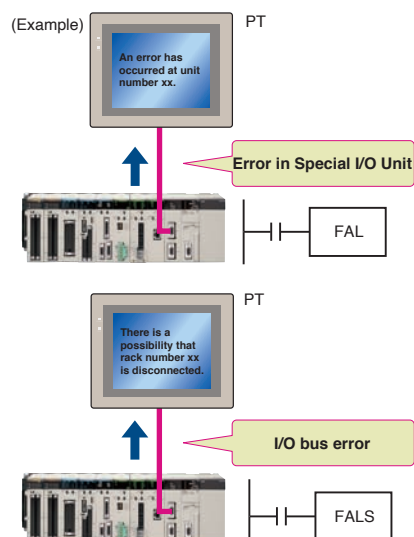 (Example)
PT
An error has
occurred at unit
number xx.
Error in Special I/O Unit
FAL
PT
There is a
possibility that
rack number xx
is disconnected.
I/O bus error
FALS